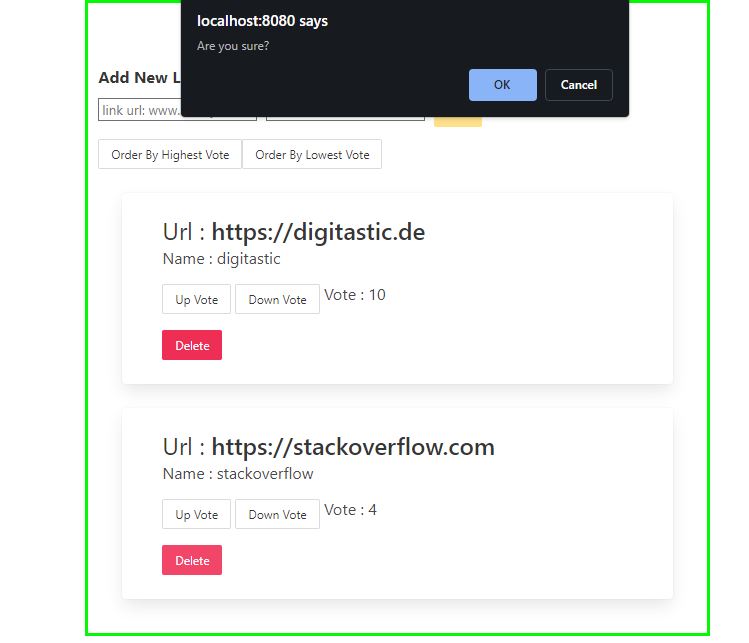 localhost:8080 says
Are you sure?
OK Cancel
Add New L
link url: www.
Order By Highest Vote Order By Lowest Vote
Url : https://digitastic.de
Name : digitastic
Up Vote Down Vote Vote : 10
Delete
Url : https://stackoverflow.com
Name : stackoverflow
Up Vote Down Vote Vote : 4
Delete